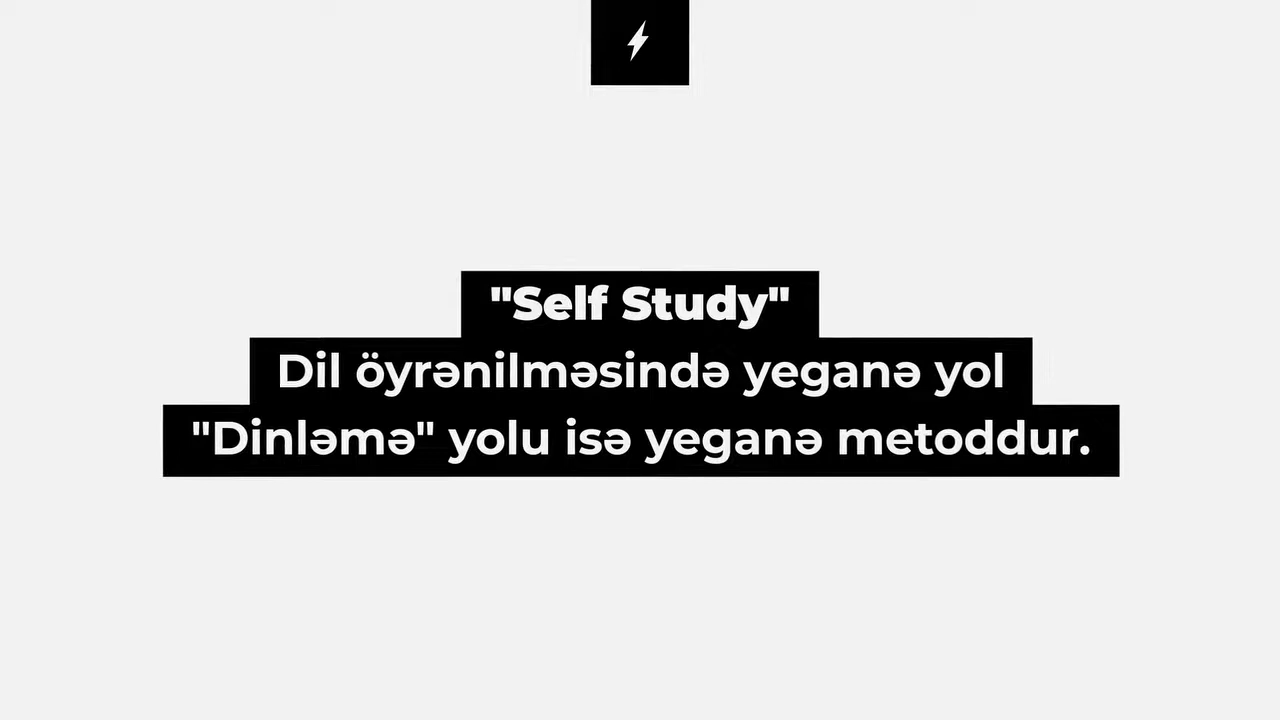 "Self Study"
Dil öyrənilməsində yeganə yol
"Dinləmə" yolu isə yeganə metoddur.